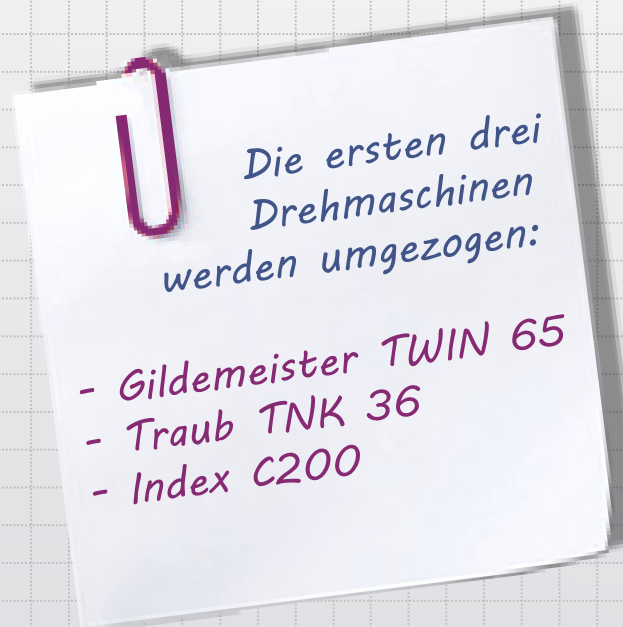 Die ersten drei
Drehmaschinen
werden umgezogen:
- Gildemeister TWIN 65
- Traub TNK 36
- Index C200